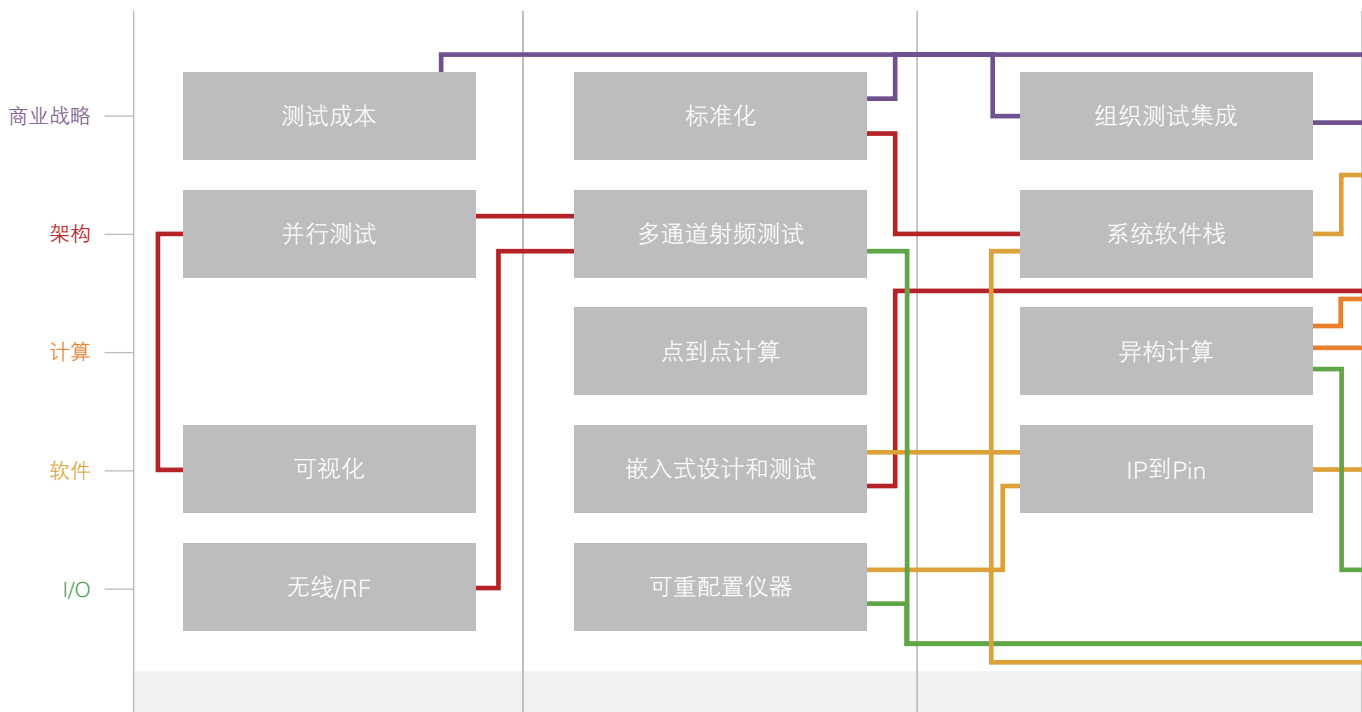 商业战略
测试成本
标准化
组织测试集成
架构
并行测试
多通道射频测试
系统软件栈
计算
点到点计算
异构计算
软件
可视化
嵌入式设计和测试
IP到Pin
I/O
无线/RF
可重配置仪器